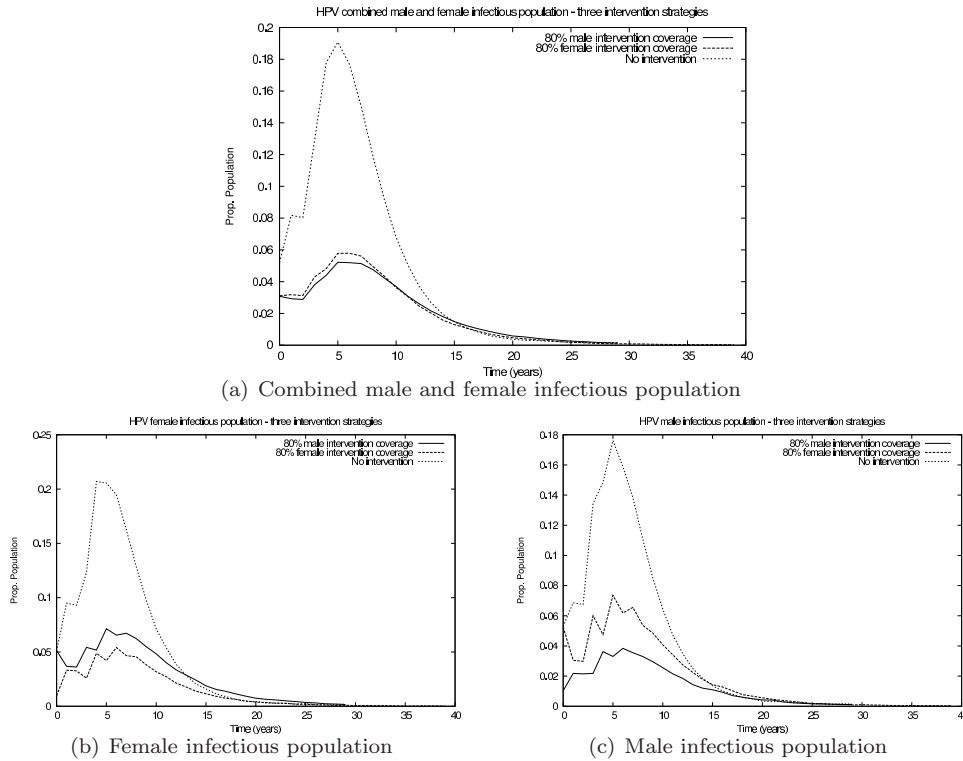 HPV combined male and female infectious population - three intervention strategies
80% male intervention coverage
80% female intervention coverage
No intervention
0.2
0.18
0.16
0.14
0.12
0.1
0.08
0.06
0.04
0.02
0
Prop. Population
0 5 10 15 20 25 30 35 40
Time (years)
(a) Combined male and female infectious population
HPV female infectious population - three intervention strategies
80% male intervention coverage
80% female intervention coverage
No intervention
0.25
0.2
0.15
0.1
0.05
0
Prop. Population
0 5 10 15 20 25 30 35 40
Time (years)
(b) Female infectious population
HPV male infectious population - three intervention strategies
80% male intervention coverage
80% female intervention coverage
No intervention
0.18
0.16
0.14
0.12
0.1
0.08
0.06
0.04
0.02
0
Prop. Population
0 5 10 15 20 25 30 35 40
Time (years)
(c) Male infectious population